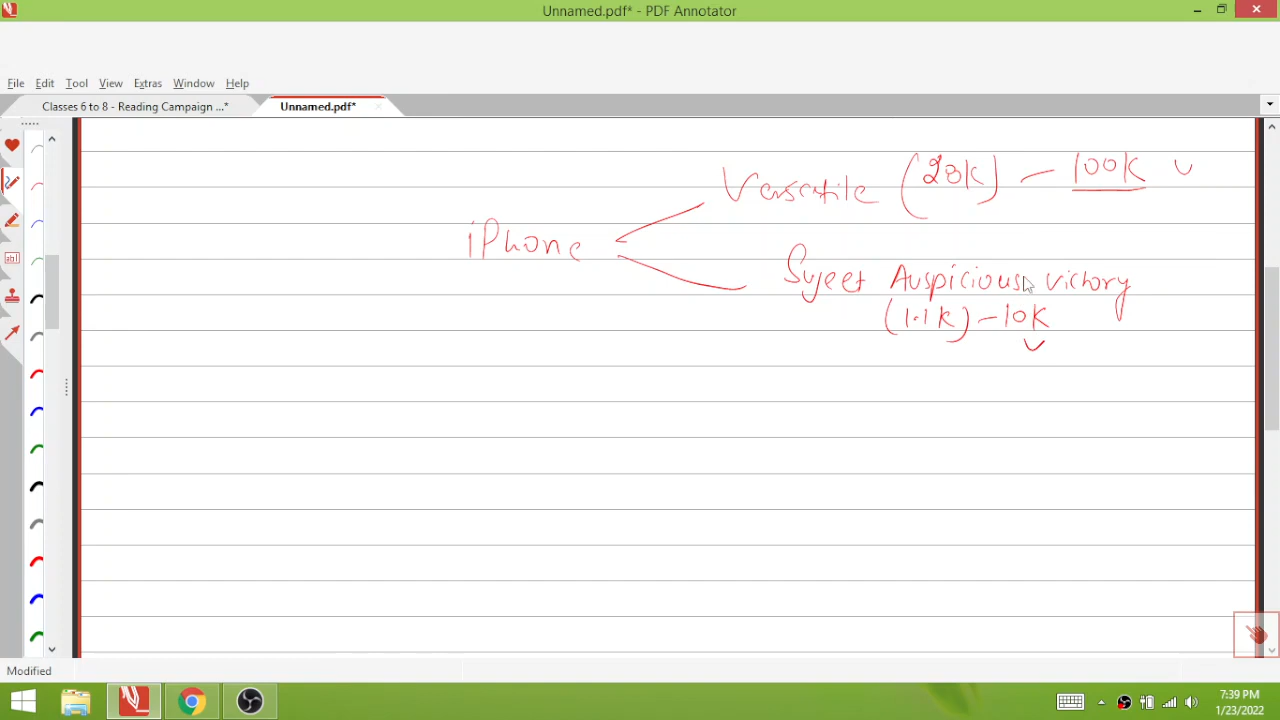 Unnamed.pdf* - PDF Annotator
File Edit Tool Extras View Window Help
Classes 6 to 8 - Reading Campaign ...* Unnamed.pdf*
Versatile (28K) - 100K
iPhone
Sujeet Auspicious victory
(1.1K) - 10K
Modified
7:39 PM
1/23/2022